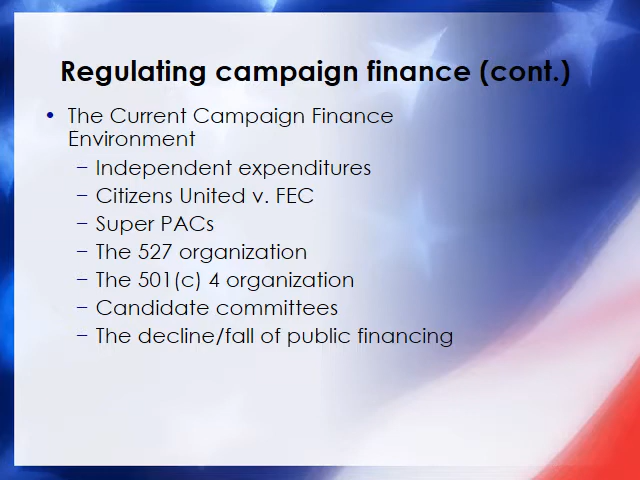 Regulating campaign finance (cont.)
• The Current Campaign Finance
Environment
– Independent expenditures
– Citizens United v. FEC
– Super PACs
– The 527 organization
– The 501(c) 4 organization
– Candidate committees
– The decline/fall of public financing